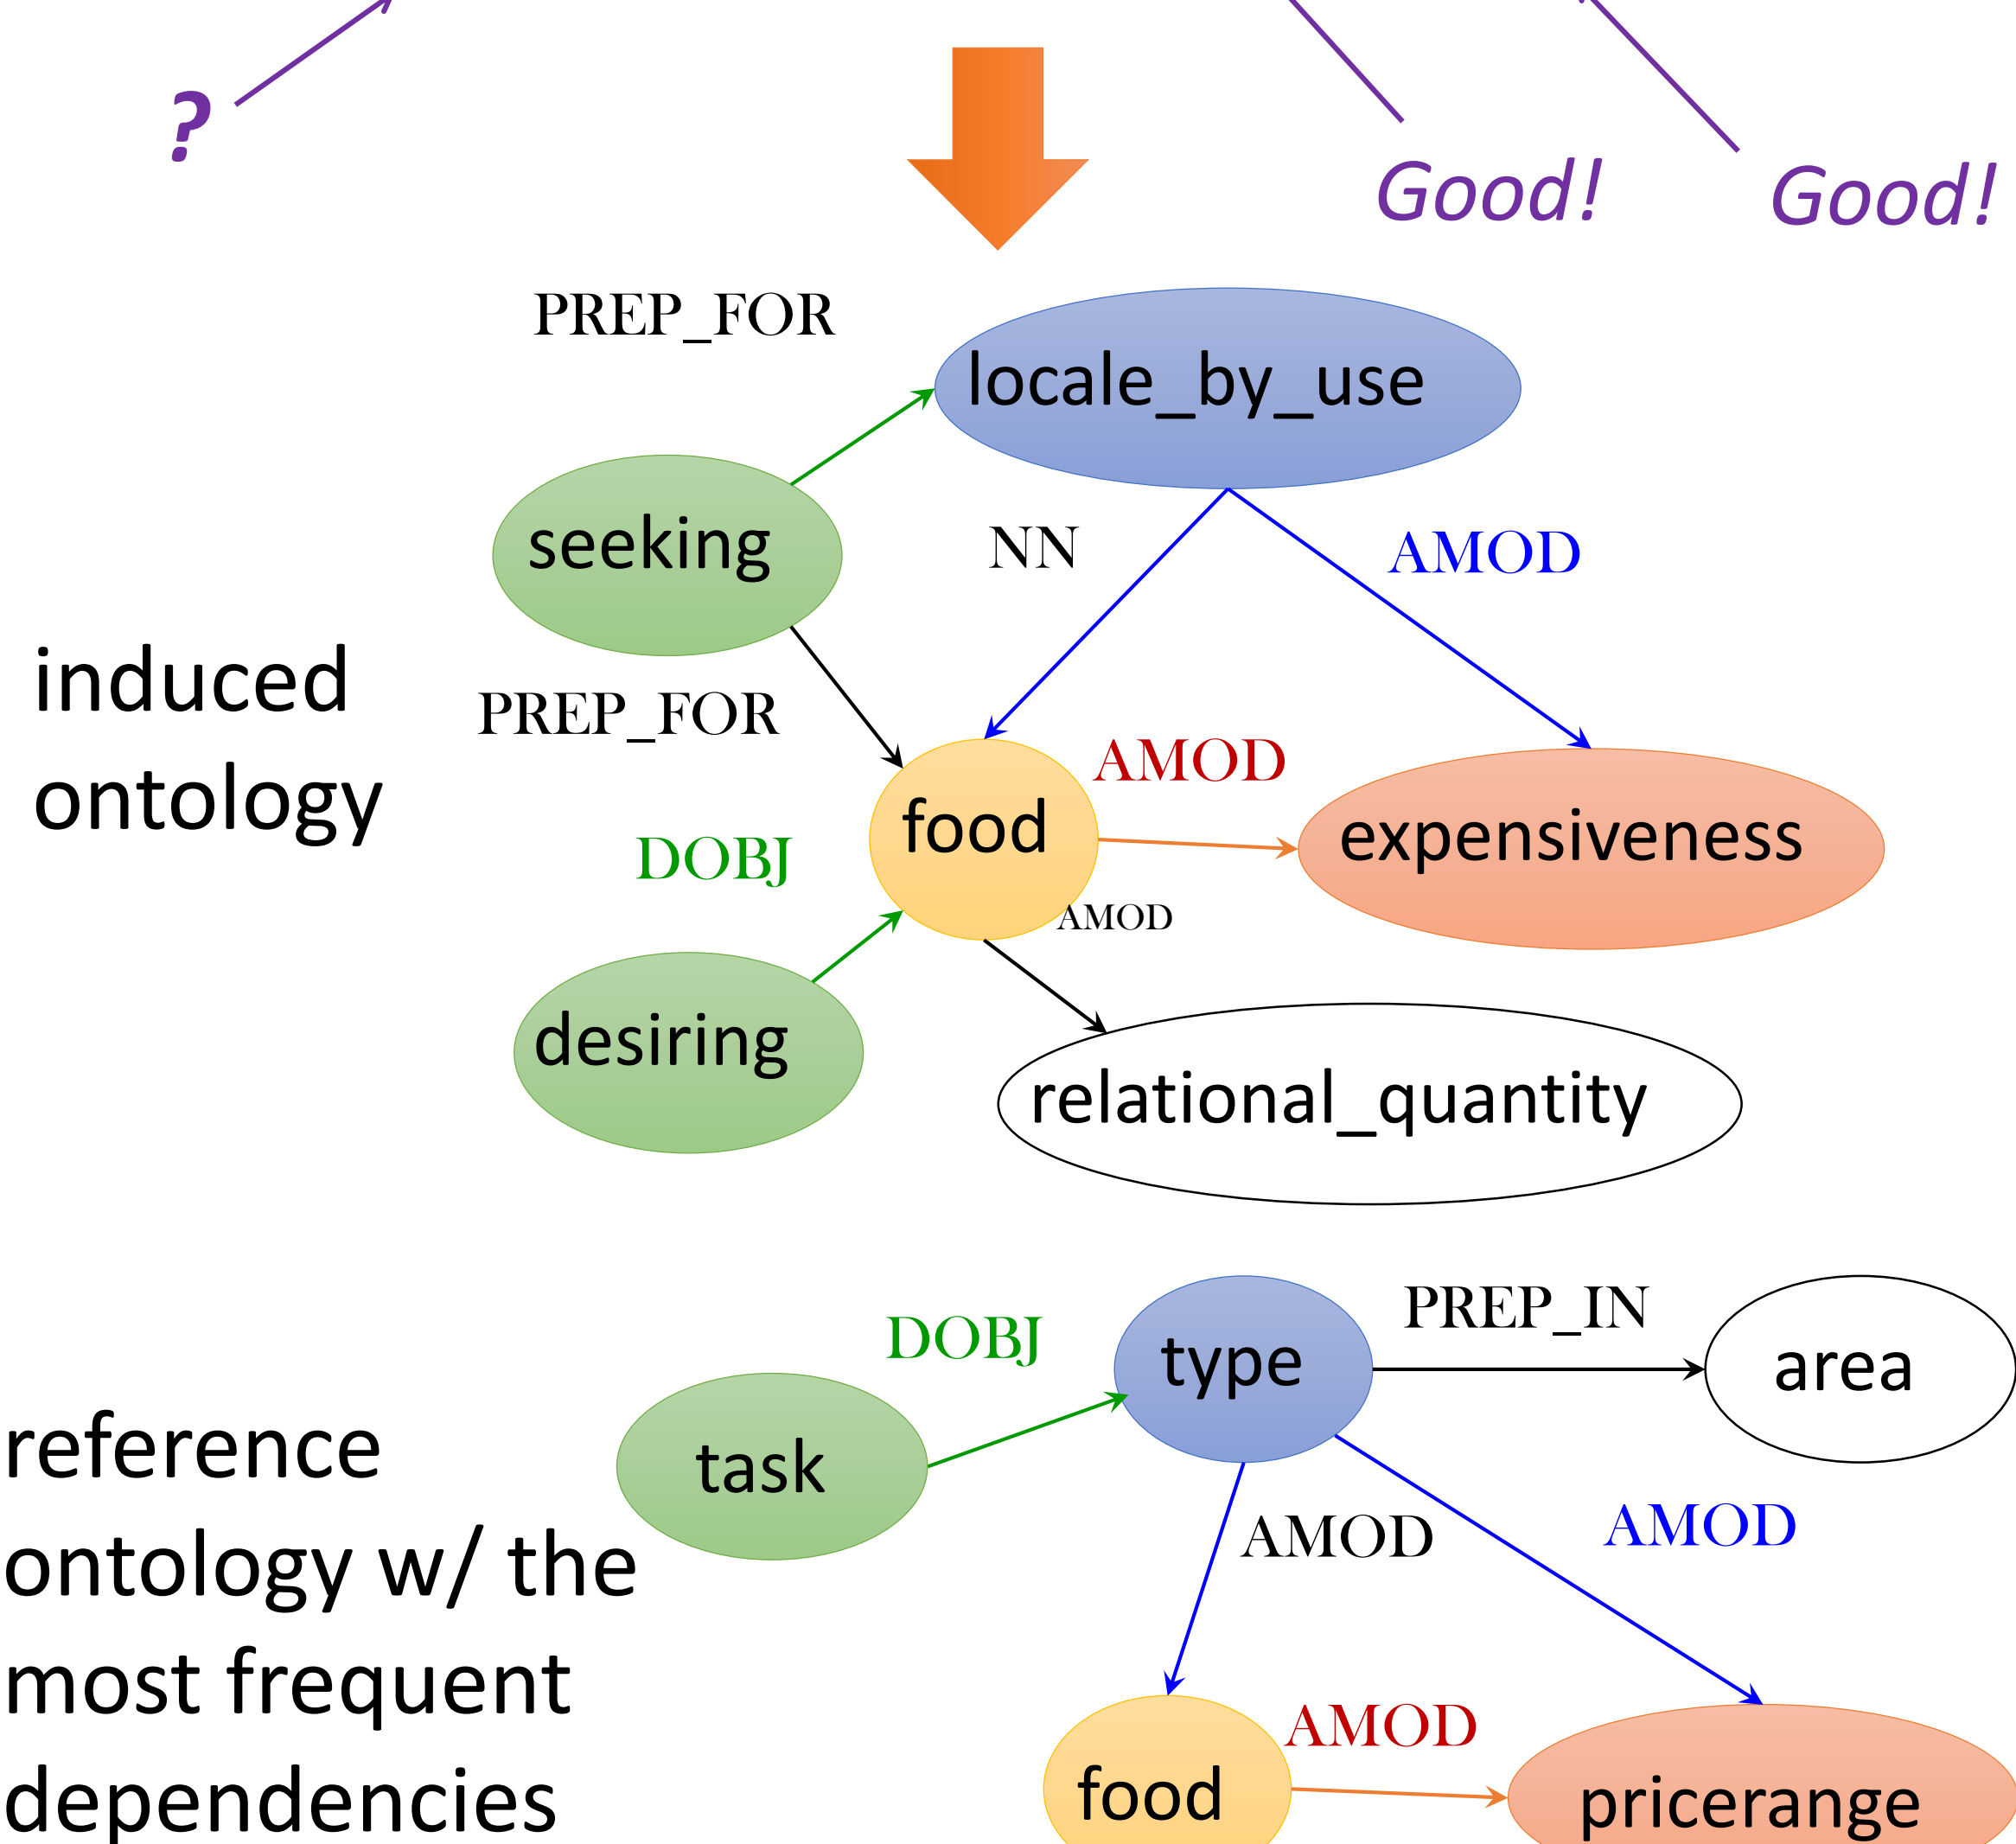 ?
Good!
Good!
PREP_FOR
locale_by_use
seeking
NN
AMOD
induced
ontology
PREP_FOR
AMOD
food
expensiveness
DOBJ
AMOD
desiring
relational_quantity
PREP_IN
DOBJ
type
area
reference
ontology w/ the
most frequent
dependencies
task
AMOD
AMOD
AMOD
food
pricerange